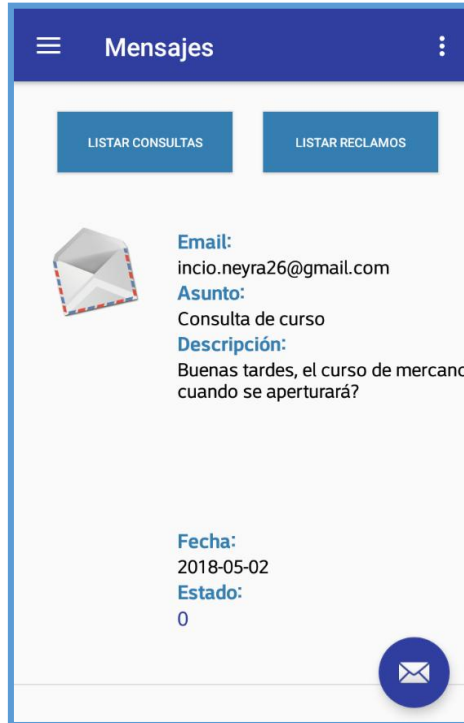 Mensajes
LISTAR CONSULTAS
LISTAR RECLAMOS
Email:
incio.neyra26@gmail.com
Asunto:
Consulta de curso
Descripción:
Buenas tardes, el curso de mercanc
cuando se aperturará?
Fecha:
2018-05-02
Estado:
0